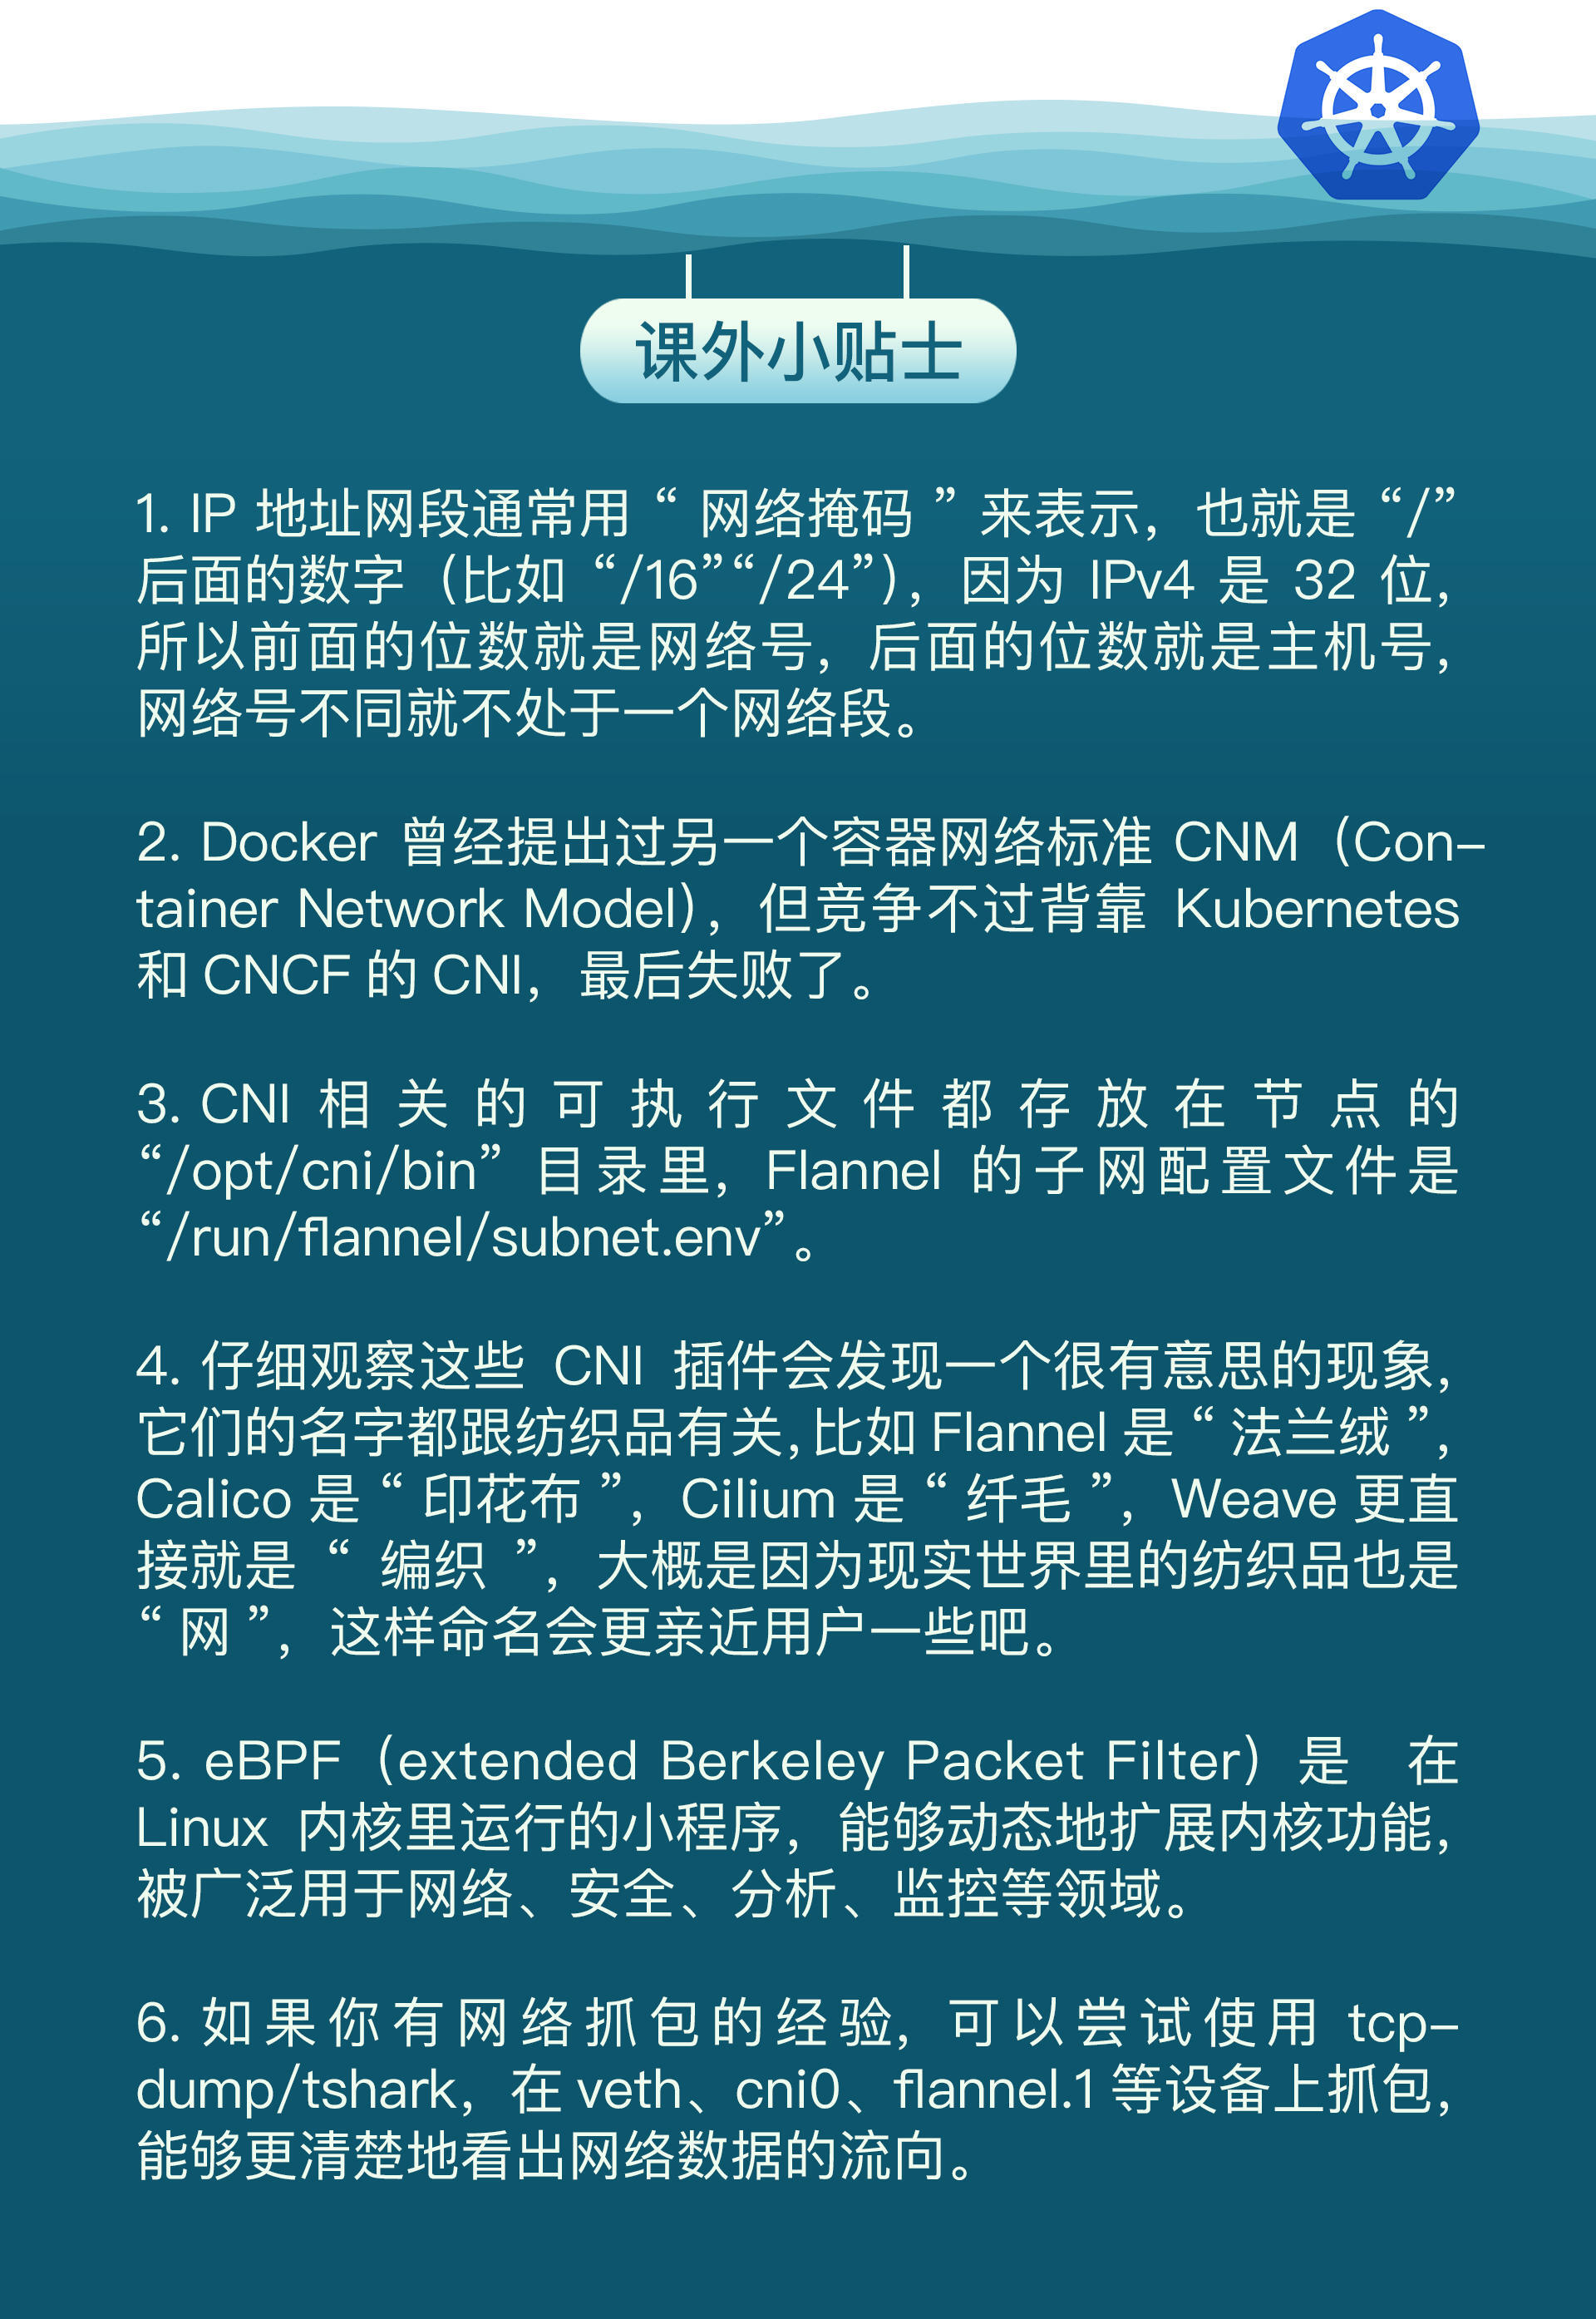 课外小贴士
1. IP 地址网段通常用 “ 网络掩码 ” 来表示，也就是 “/”
后面的数字（比如 “/16”“/24”），因为 IPv4 是 32 位，
所以前面的位数就是网络号，后面的位数就是主机号，
网络号不同就不处于一个网络段。
2. Docker 曾经提出过另一个容器网络标准 CNM（Con-
tainer Network Model），但竞争不过背靠 Kubernetes
和 CNCF 的 CNI，最后失败了。
3. CNI 相关的可执行文件都存放在节点的
“/opt/cni/bin” 目录里，Flannel 的子网配置文件是
“/run/flannel/subnet.env”。
4. 仔细观察这些 CNI 插件会发现一个很有意思的现象，
它们的名字都跟纺织品有关，比如 Flannel 是 “ 法兰绒 ”，
Calico 是 “ 印花布 ”，Cilium 是 “ 纤毛 ”，Weave 更直
接就是 “ 编织 ”，大概是因为现实世界里的纺织品也是
“ 网 ”，这样命名会更亲近用户一些吧。
5. eBPF（extended Berkeley Packet Filter）是 在
Linux 内核里运行的小程序，能够动态地扩展内核功能，
被广泛用于网络、安全、分析、监控等领域。
6. 如果你有网络抓包的经验，可以尝试使用 tcp-
dump/tshark，在 veth、cni0、flannel.1 等设备上抓包，
能够更清楚地看出网络数据的流向。